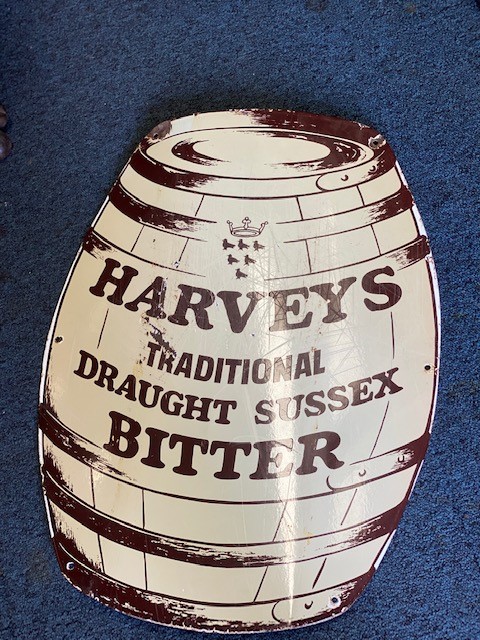 HARVEYS
TRADITIONAL
DRAUGHT SUSSEX
BITTER